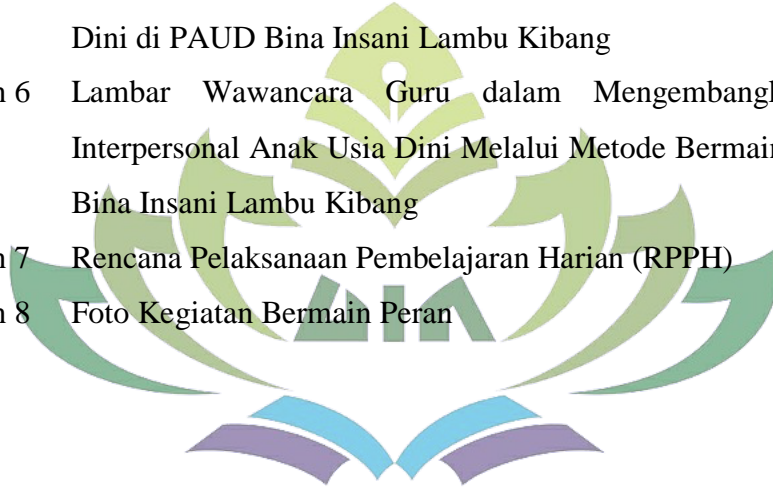 Dini di PAUD Bina Insani Lambu Kibang
n 6 Lambar Wawancara Guru dalam Mengembangk
Interpersonal Anak Usia Dini Melalui Metode Bermain
Bina Insani Lambu Kibang
n 7 Rencana Pelaksanaan Pembelajaran Harian (RPPH)
n 8 Foto Kegiatan Bermain Peran